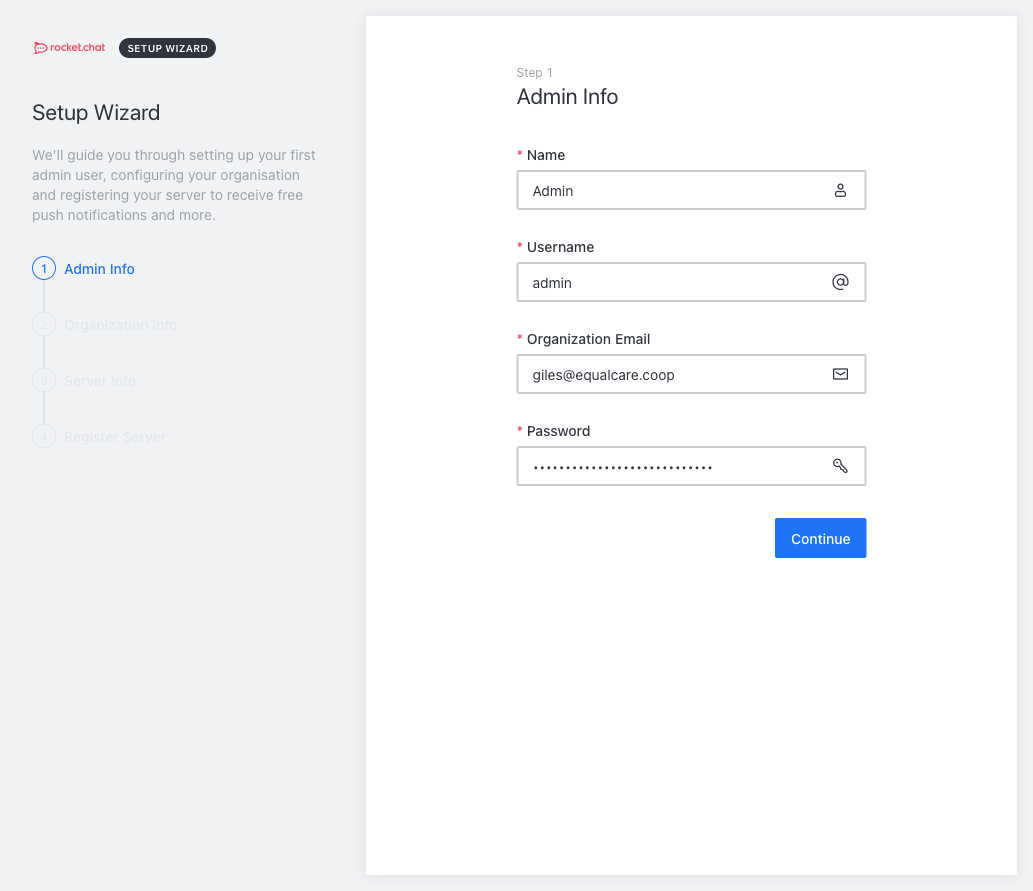 rocket.chat SETUP WIZARD
Setup Wizard
We'll guide you through setting up your first
admin user, configuring your organisation
and registering your server to receive free
push notifications and more.
1 Admin Info
2 Organization Info
3 Server Info
4 Register Server
Step 1
Admin Info
* Name
Admin
* Username
admin
* Organization Email
giles@equalcare.coop
* Password
••••••••••••••••••••••••••••
Continue